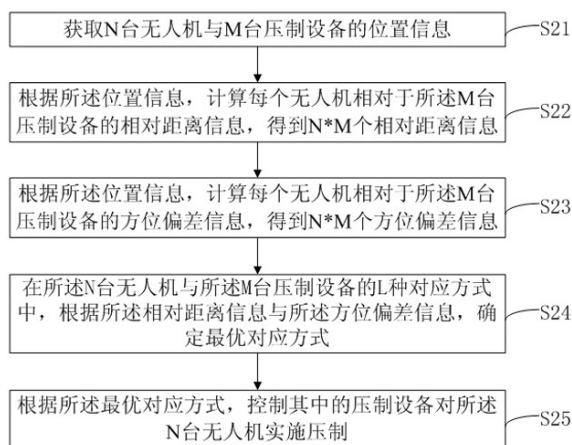 获取N台无人机与M台压制设备的位置信息
S21
根据所述位置信息，计算每个无人机相对于所述M台
压制设备的相对距离信息，得到N*M个相对距离信息
S22
根据所述位置信息，计算每个无人机相对于所述M台
压制设备的方位偏差信息，得到N*M个方位偏差信息
S23
在所述N台无人机与所述M台压制设备的L种对应方式
中，根据所述相对距离信息与所述方位偏差信息，确
定最优对应方式
S24
根据所述最优对应方式，控制其中的压制设备对所述
N台无人机实施压制
S25